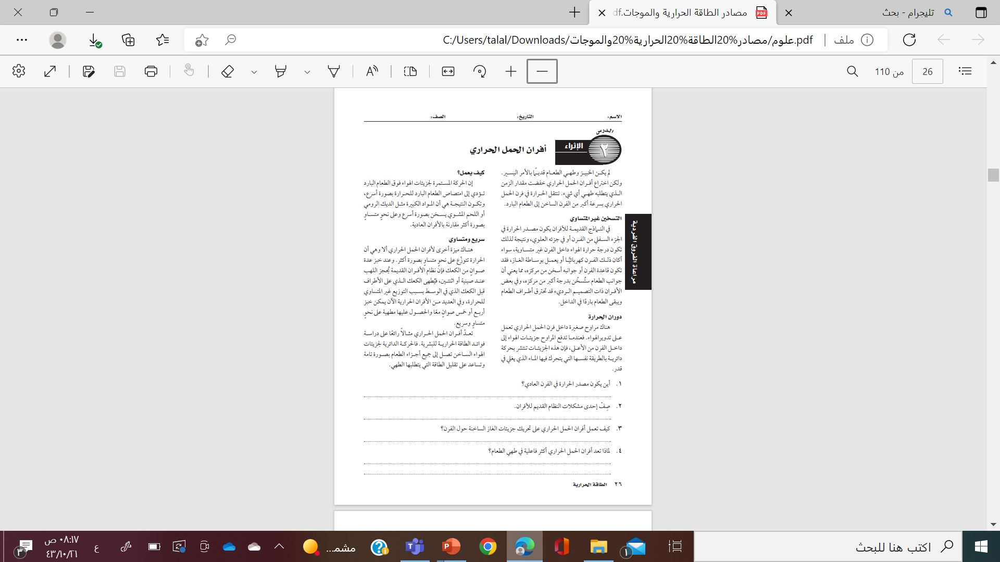 تليجرام - بحث
مصادر الطاقة الحرارية والموجات.df
ملف
C:/Users/talal/Downloads/علوم/مصادر%20الطاقة%20الحرارية%20والموجات.pdf
26
من 110
الاسم: التاريخ: الصف:
الدرس
٢
الإثراء
أفران الحمل الحراري
لم يكن الخبيز وطهي الطعام قديمًا بالأمر اليسير.
ولكن اختراع أفران الحمل الحراري خفضت مقدار الزمن
الذي يتطلبه طهي أي شيء. تنتقل الحرارة في فرن الحمل
الحراري بسرعة أكبر من الفرن الساخن إلى الطعام البارد.
التسخين غير المتساوي
في النماذج القديمة للأفران يكون مصدر الحرارة في
الجزء السفلي من الفرن أو في جزئه العلوي، ونتيجة لذلك
تكون درجة حرارة الهواء داخل الفرن غير متساوية، سواء
أكان ذلك الفرن كهربائيًّا أو يعمل بوساطة الغاز، فقد
تكون قاعدة الفرن أو جوانبه أسخن من مركزه، مما يعني أن
جوانب الطعام ستُسخّن بدرجة أكبر من مركزه، وفي بعض
الأفران ذات التصميم الرديء قد تحترق أطراف الطعام
ويبقى الطعام باردًا في الداخل.
دوران الحرارة
هناك مراوح صغيرة داخل فرن الحمل الحراري تعمل
على تدوير الهواء. فعندما تدفع المراوح جزيئات الهواء إلى
داخل الفرن من الأعلى، فإن هذه الجزيئات تنتشر بحركة
دائرية بالطريقة نفسها التي يتحرك فيها الماء الذي يغلي في
قدر.
كيف يعمل؟
إن الحركة المستمرة لجزيئات الهواء فوق الطعام البارد
تؤدي إلى امتصاص الطعام البارد للحرارة بصورة أسرع،
وتكون النتيجة هي أن المواد الكبيرة مثل الديك الرومي
أو اللحم المشوي يسخن بصورة أسرع وعلى نحوٍ متساوٍ
بصورة أكثر مقارنة بالأفران العادية.
سريع ومتساوي
هناك ميزة أخرى لأفران الحمل الحراري ألا وهي أن
الحرارة تتوزّع على نحوٍ متساوٍ بصورة أكثر. وعند خبز عدة
صوانٍ من الكعك فإن نظام الأفران القديمة يُحجز اللهب
عند صينية أو اثنتين، فيُطهى الكعك الذي على الأطراف
قبل الكعك الذي في الوسط بسبب التوزيع غير المتساوي
للحرارة، وفي العديد من الأفران الحرارية الآن يمكن خبز
أربع أو خمس صوانٍ معًا والحصول عليها مطهية على نحوٍ
متساوٍ وسريع.
تعدّ أفران الحمل الحراري مثالاً رائعًا على دراسة
فوائد الطاقة الحرارية للبشرية. فالحركة الدائرية لجزيئات
الهواء الساخن تصل إلى جميع أجزاء الطعام بصورة تامة
وتساعد على تقليل الطاقة التي يتطلبها الطهي.
مراعاة الفروق الفردية
١. أين يكون مصدر الحرارة في الفرن العادي؟
٢. صِفْ إحدى مشكلات النظام القديم للأفران.
٣. كيف تعمل أفران الحمل الحراري على تحريك جزيئات الغاز الساخنة حول الفرن؟
٤. لماذا تعد أفران الحمل الحراري أكثر فاعلية في طهي الطعام؟
٢٦ الطاقة الحرارية
اكتب هنا للبحث
١
مشم...
ع
٠٨:١٧ ص
٤٣/١٠/٢١
٣